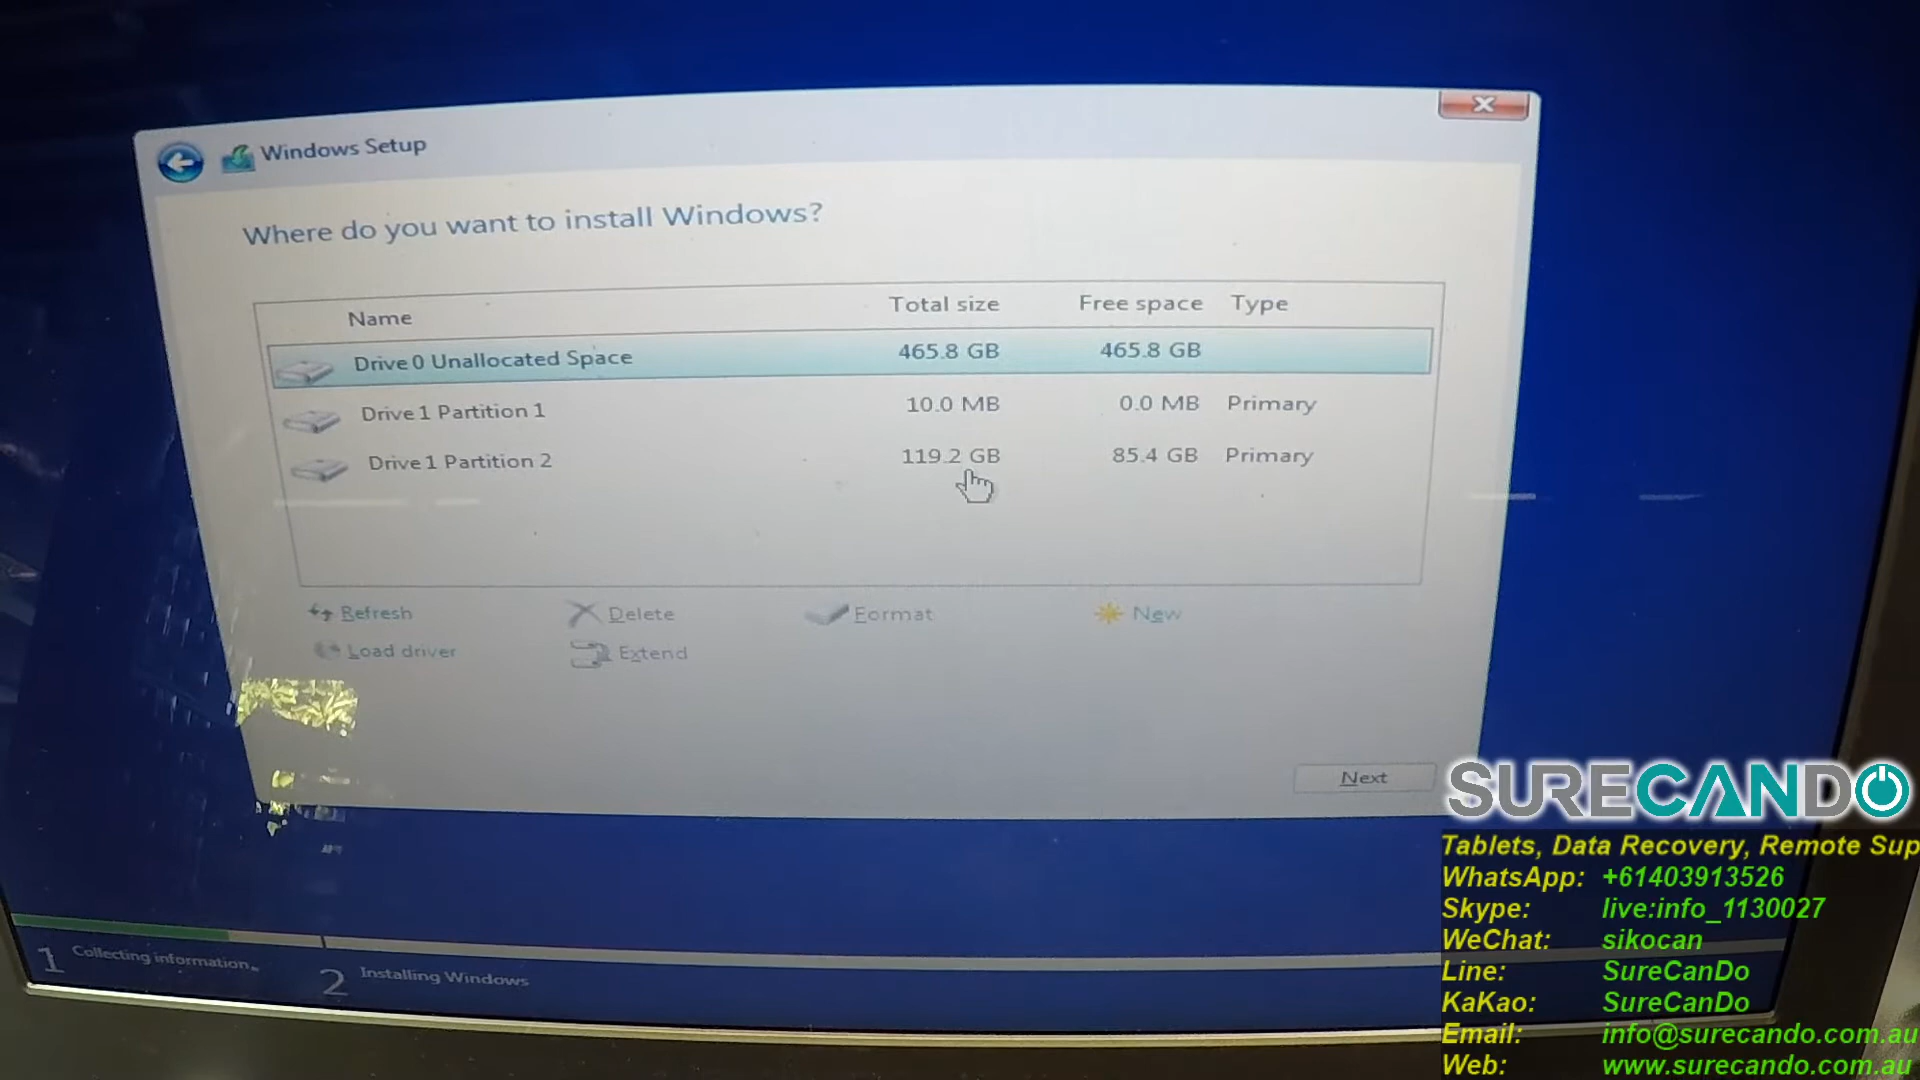 Windows Setup
Where do you want to install Windows?
Name Total size Free space Type
Drive 0 Unallocated Space 465.8 GB 465.8 GB
Drive 1 Partition 1 10.0 MB 0.0 MB Primary
Drive 1 Partition 2 119.2 GB 85.4 GB Primary
Refresh Delete Format New
Load driver Extend
Next
SURECANDO
Tablets, Data Recovery, Remote Sup
WhatsApp: +61403913526
Skype: live:info_1130027
WeChat: sikocan
Line: SureCanDo
KaKao: SureCanDo
Email: info@surecando.com.au
Web: www.surecando.com.au
1 Collecting information
2 Installing Windows